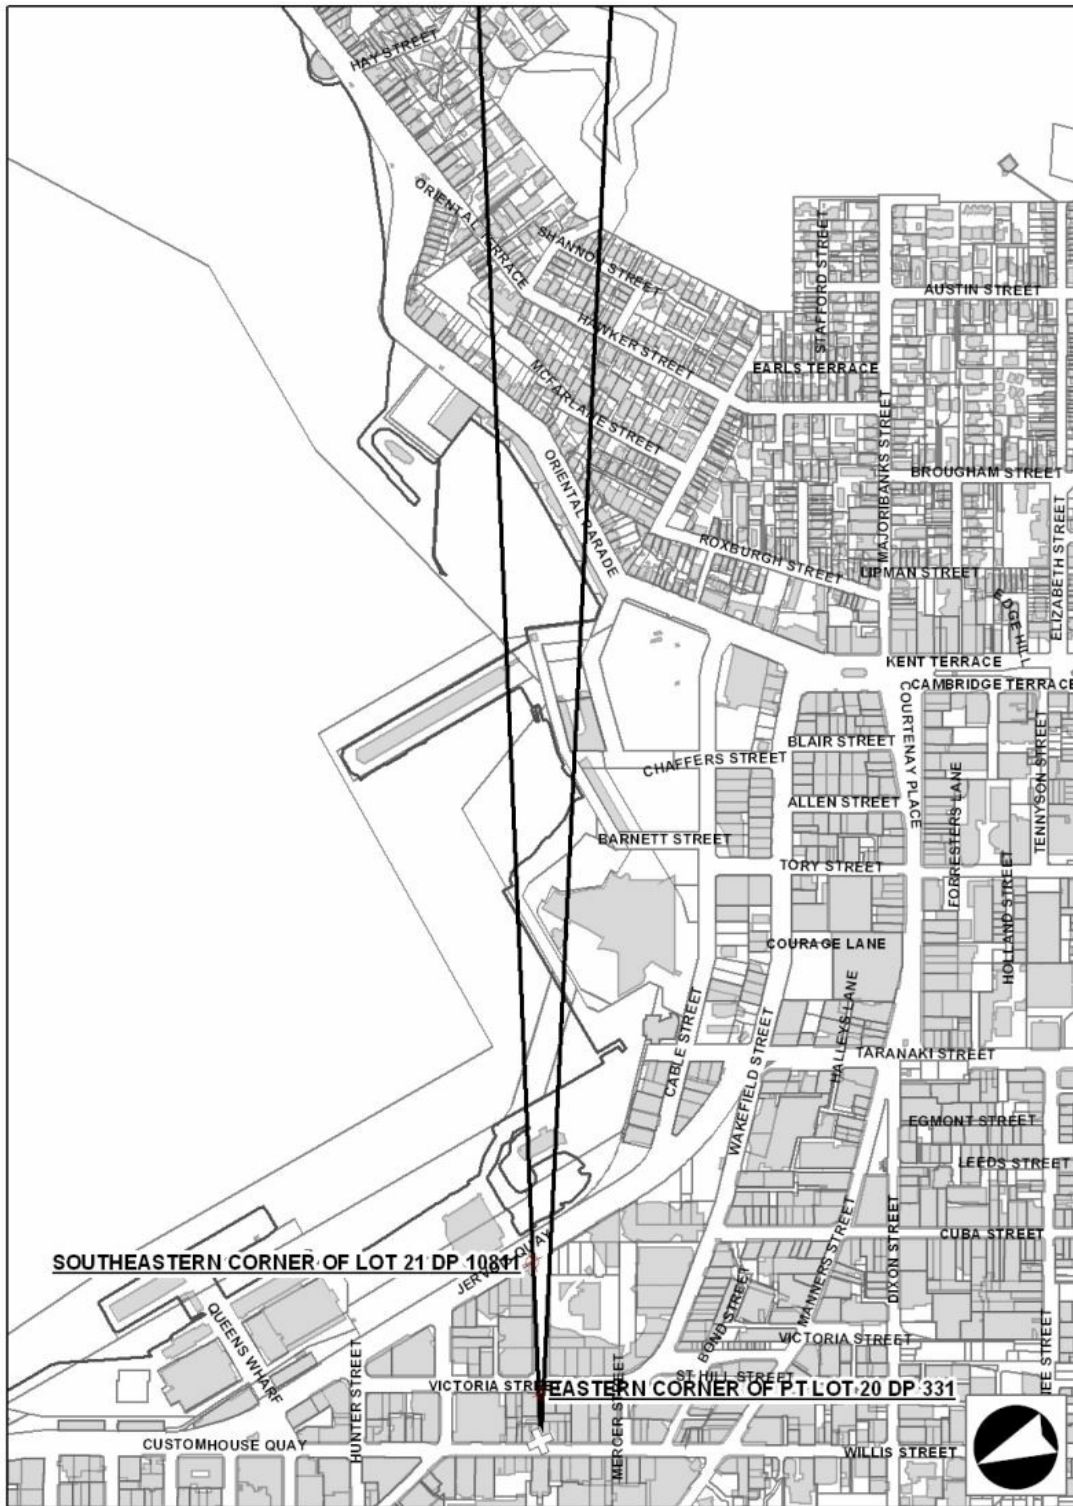 HAY STREET
ORIENTAL TERRACE
SHANNON STREET
STAFFORD STREET
AUSTIN STREET
HAWKER STREET
EARLS TERRACE
MCFARLANE STREET
MAJORIBANKS STREET
BROUGHAM STREET
ORIENTAL PARADE
ROXBURGH STREET
LIPMAN STREET
ELIZABETH STREET
EDGE HILL
KENT TERRACE
CAMBRIDGE TERRACE
COURTENAY PLACE
BLAIR STREET
CHAFFERS STREET
ALLEN STREET
FORRESTERS LANE
TENNYSON STREET
BARNETT STREET
TORY STREET
HOLLAND STREET
COURAGE LANE
CABLE STREET
WAKEFIELD STREET
HALLEYS LANE
TARANAKI STREET
EGMONT STREET
LEEDS STREET
CUBA STREET
DIXON STREET
MANNERS STREET
SOUTHEASTERN CORNER OF LOT 21 DP 10811
JERVOIS QUAY
QUEENS WHARF
HUNTER STREET
BOND STREET
VICTORIA STREET
ST HILL STREET
VICTORIA STREET
EASTERN CORNER OF PT LOT 20 DP 331
MERCER STREET
CUSTOMHOUSE QUAY
WILLIS STREET